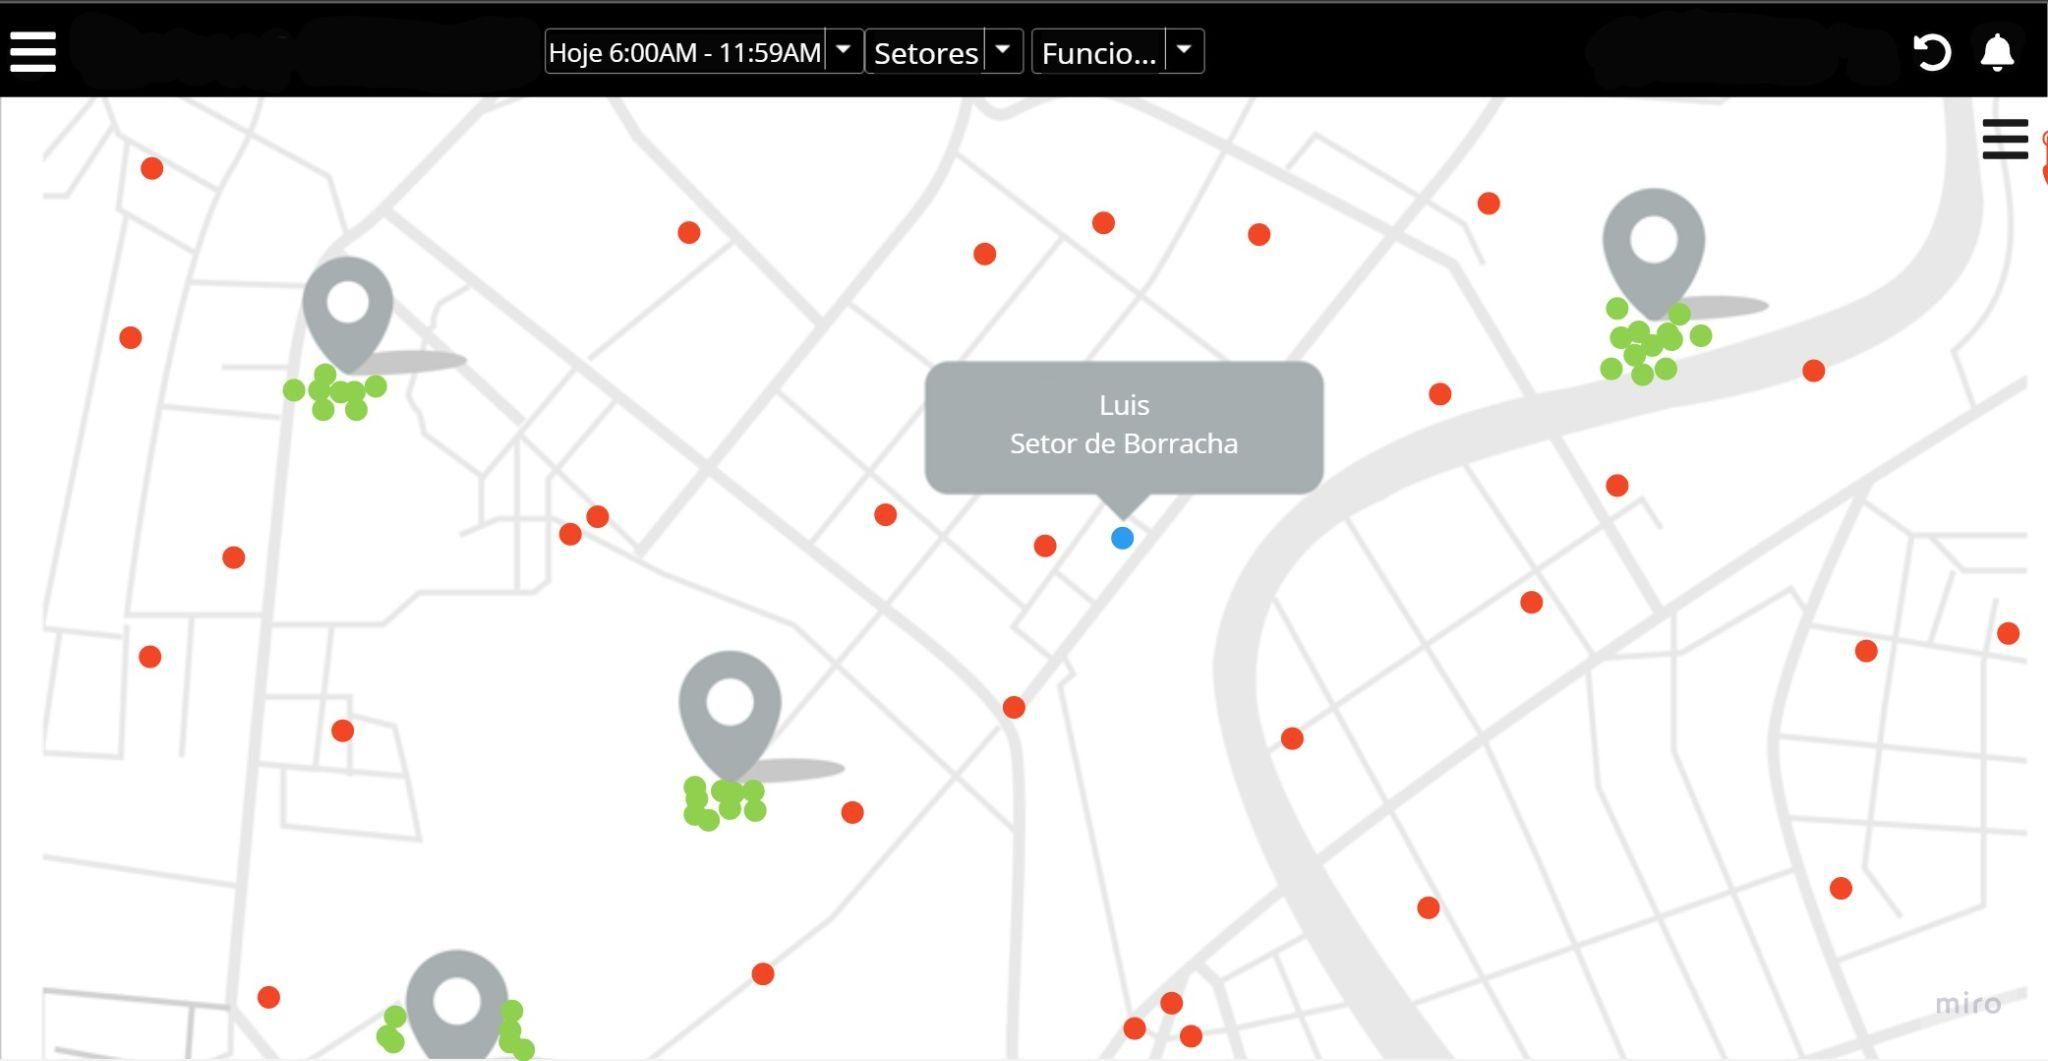 Hoje 6:00AM - 11:59AM
Setores
Funcio...
Luis
Setor de Borracha
miro